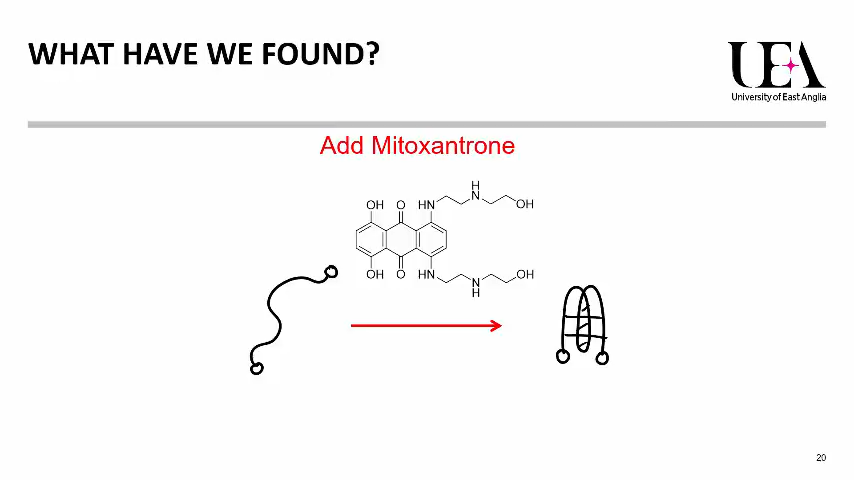 WHAT HAVE WE FOUND?
UEA
University of East Anglia
Add Mitoxantrone
H
N
OH
OH O HN
OH O HN
N
H
OH
20